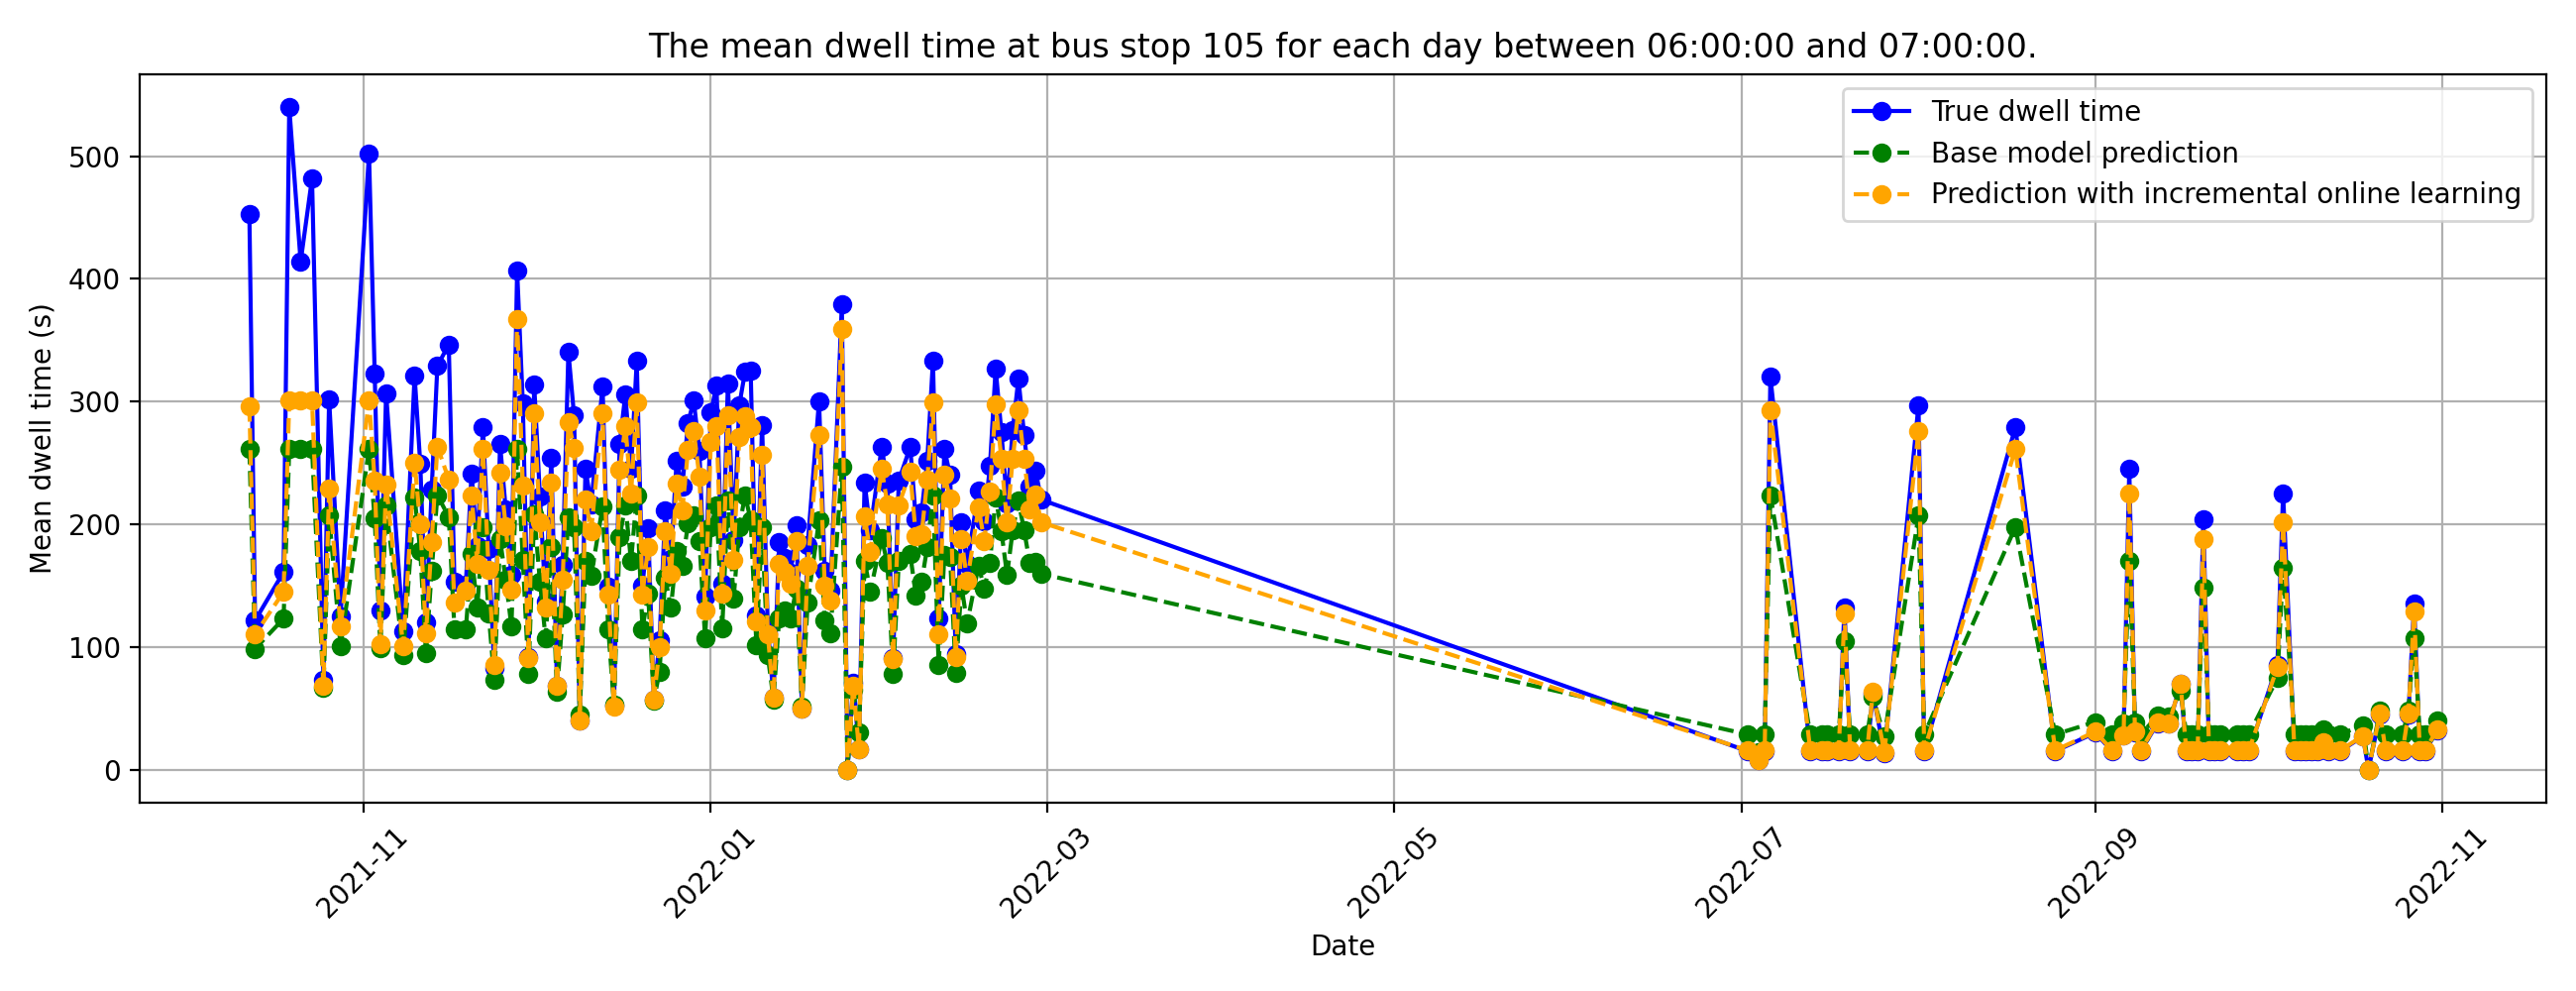 The mean dwell time at bus stop 105 for each day between 06:00:00 and 07:00:00.
True dwell time
Base model prediction
Prediction with incremental online learning
Mean dwell time (s)
500
400
300
200
100
0
2021-11
2022-01
2022-03
2022-05
2022-07
2022-09
2022-11
Date